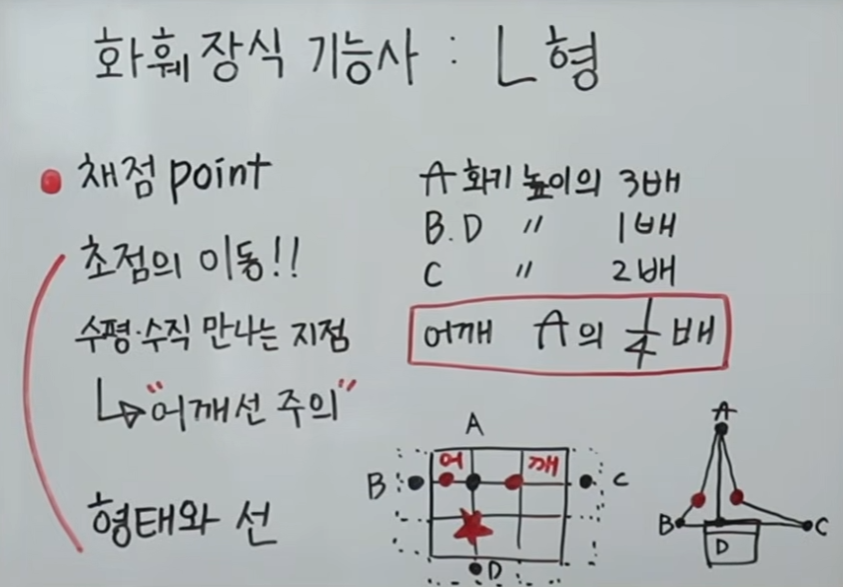 화훼장식 기능사 : L형
채점 point
초점의 이동!!
수평·수직 만나는 지점
↳ "어깨선 주의"
형태와 선
A 화기 높이의 3배
B.D 〃 1배
C 〃 2배
어깨 A의 1/4 배
A
어 깨
B C
D
A
B C
D